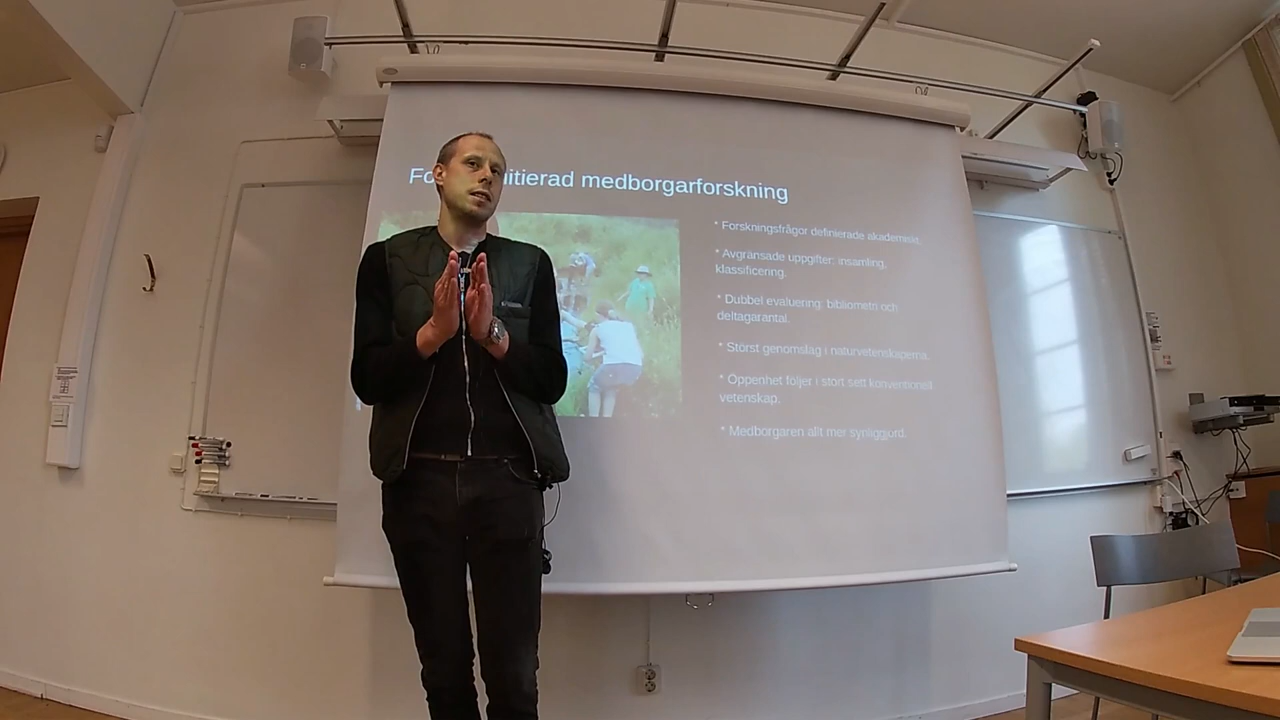 Fo itierad medborgarforskning
* Forskningsfrågor definierade akademiskt.
* Avgränsade uppgifter: insamling,
klassificering.
* Dubbel evaluering: bibliometri och
deltagarantal.
* Störst genomslag i naturvetenskaperna.
* Öppenhet följer i stort sett konventionell
vetenskap.
* Medborgaren allt mer synliggjord.